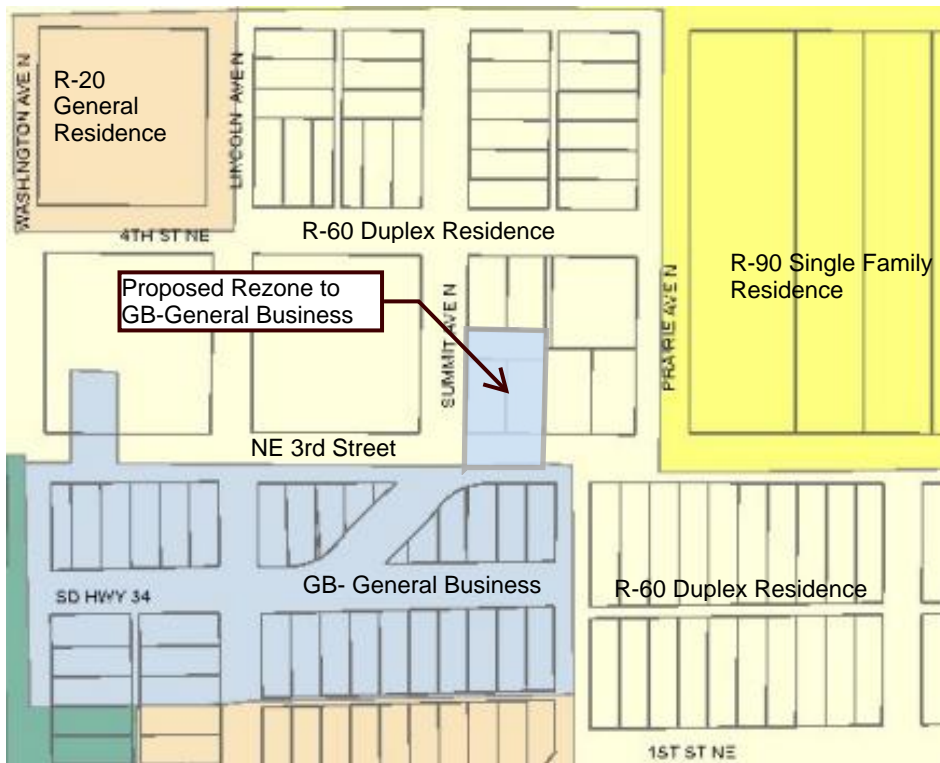 WASHINGTON AVE N
R-20
General
Residence
LINCOLN AVE N
4TH ST NE
R-60 Duplex Residence
Proposed Rezone to
GB-General Business
SUMMIT AVE N
PRAIRIE AVE N
R-90 Single Family
Residence
NE 3rd Street
GB- General Business
SD HWY 34
R-60 Duplex Residence
1ST ST NE